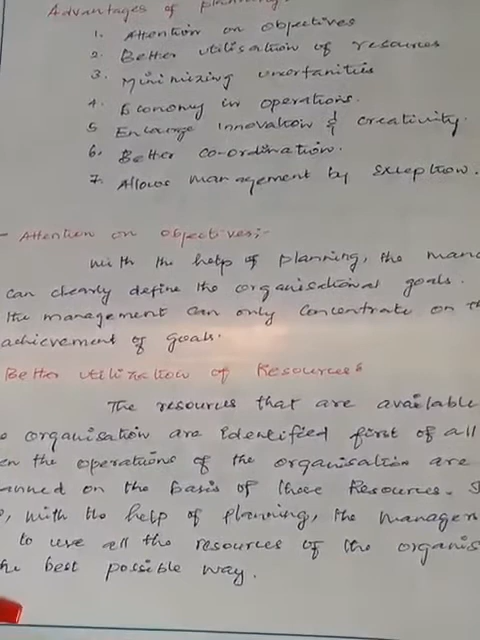 Advantages of planning
1. Attention on objectives
2. Better utilisation of resources
3. Minimizing uncertanities
4. Economy in operations.
5 Encourage innovation & creativity.
6. Better co-ordination.
7. Allows management by exception.
- Attention on objectives;-
with the help of planning, the
can clearly define the organisational goals.
the management can only concentrate on
achievement of goals.
Better utilization of Resources
The resources that are available
organisation are identified first of all
the operations of the organisation are
on the basis of these Resources.
, with the help of planning, the
to use all the resources of the
best possible way.